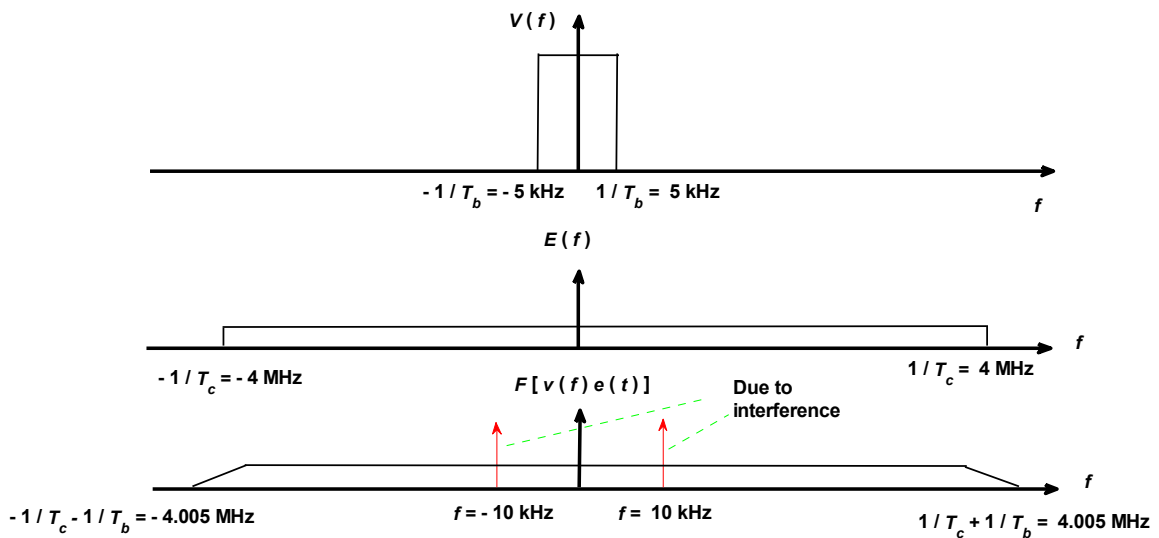 V ( f )
- 1 / T_b = - 5 kHz
1 / T_b = 5 kHz
f
E ( f )
f
- 1 / T_c = - 4 MHz
1 / T_c = 4 MHz
F [ v ( f ) e ( t ) ]
Due to
interference
f
- 1 / T_c - 1 / T_b = - 4.005 MHz
f = - 10 kHz
f = 10 kHz
1 / T_c + 1 / T_b = 4.005 MHz